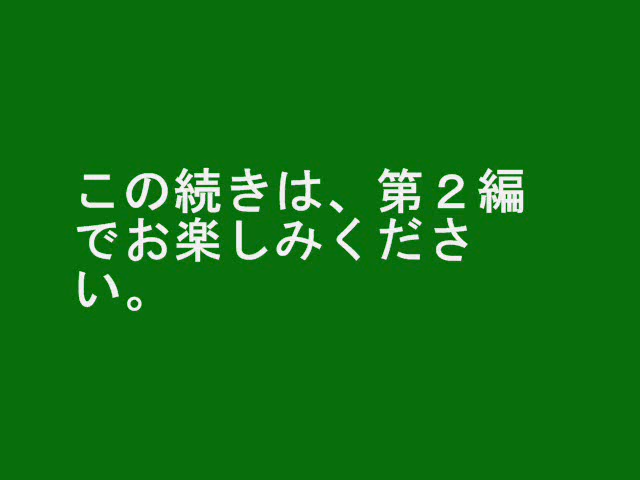 この続きは、第２編
でお楽しみくださ
い。